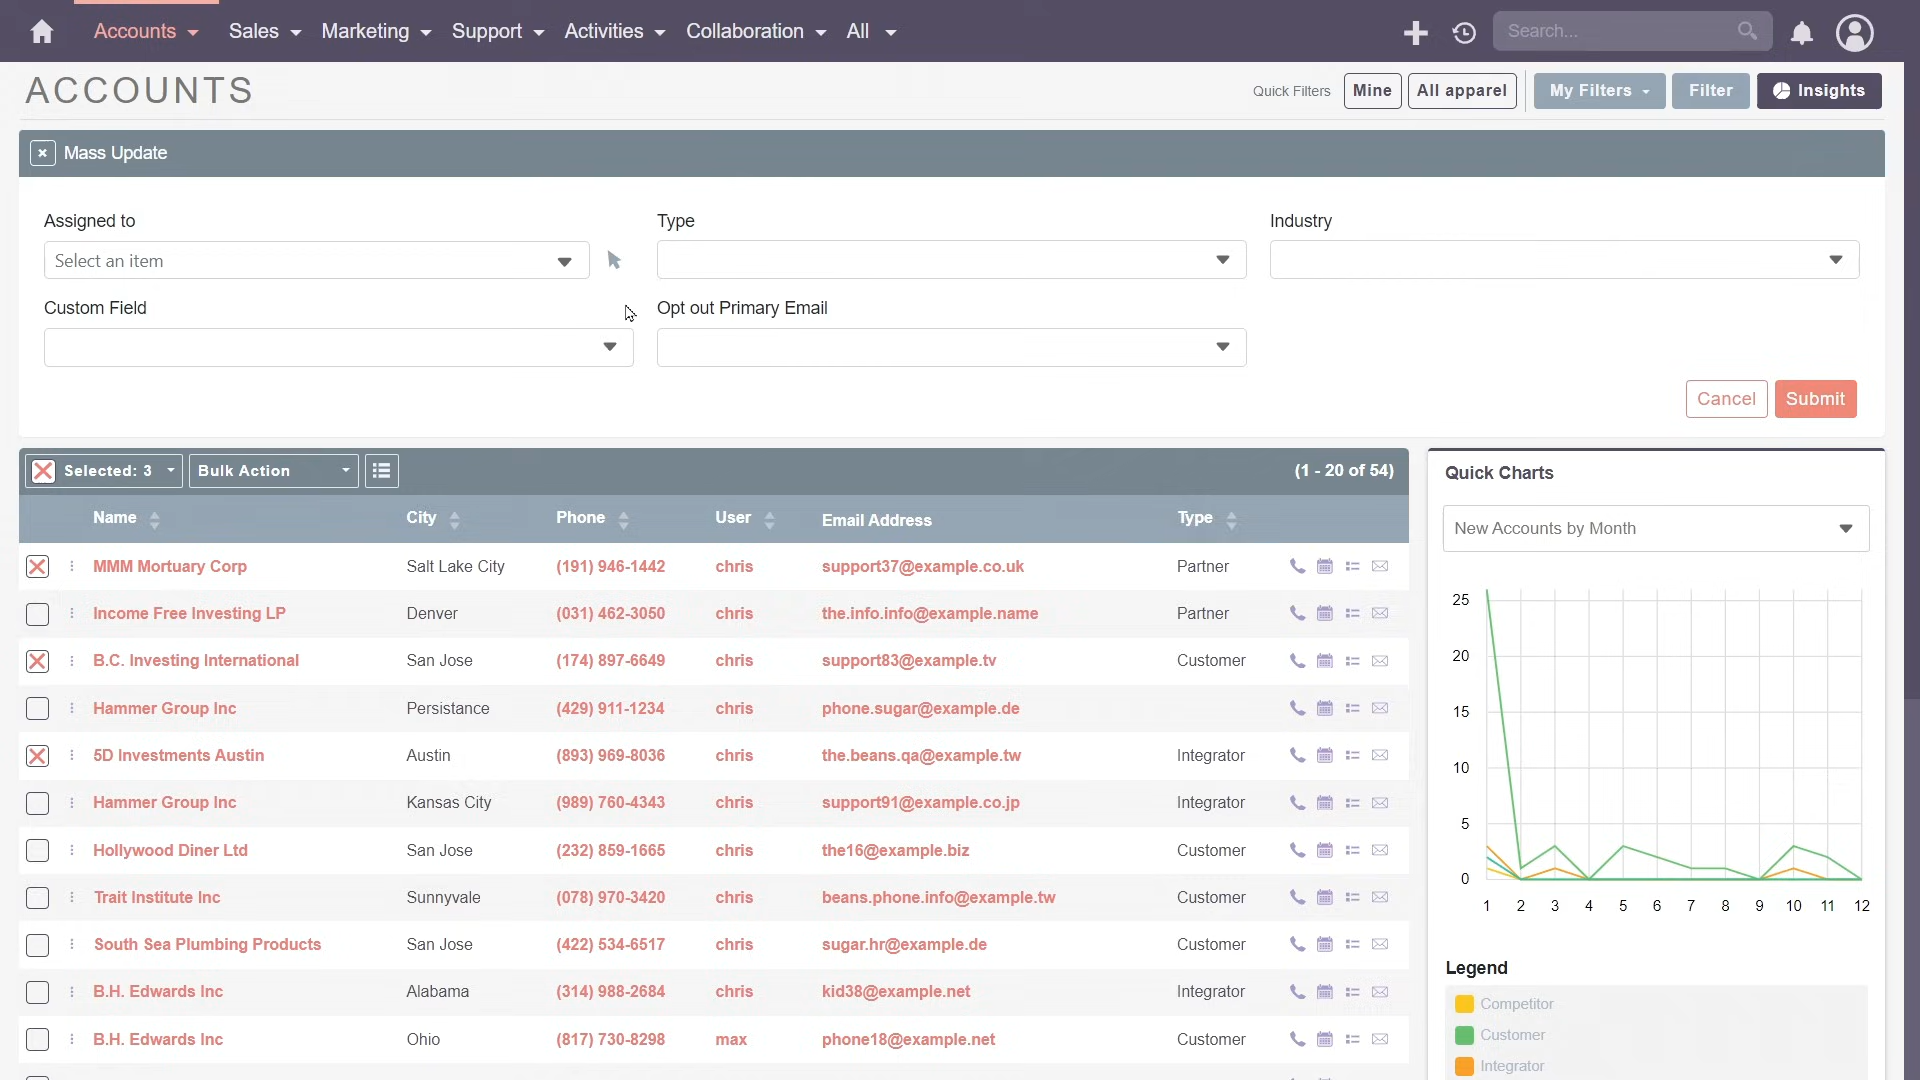 Accounts Sales Marketing Support Activities Collaboration All Search...
ACCOUNTS Quick Filters Mine All apparel My Filters Filter Insights
Mass Update
Assigned to Type Industry
Select an item
Custom Field Opt out Primary Email
Cancel Submit
Selected: 3 Bulk Action (1 - 20 of 54)
Name City Phone User Email Address Type
MMM Mortuary Corp Salt Lake City (191) 946-1442 chris support37@example.co.uk Partner
Income Free Investing LP Denver (031) 462-3050 chris the.info.info@example.name Partner
B.C. Investing International San Jose (174) 897-6649 chris support83@example.tv Customer
Hammer Group Inc Persistance (429) 911-1234 chris phone.sugar@example.de
5D Investments Austin Austin (893) 969-8036 chris the.beans.qa@example.tw Integrator
Hammer Group Inc Kansas City (989) 760-4343 chris support91@example.co.jp Integrator
Hollywood Diner Ltd San Jose (232) 859-1665 chris the16@example.biz Customer
Trait Institute Inc Sunnyvale (078) 970-3420 chris beans.phone.info@example.tw Customer
South Sea Plumbing Products San Jose (422) 534-6517 chris sugar.hr@example.de Customer
B.H. Edwards Inc Alabama (314) 988-2684 chris kid38@example.net Integrator
B.H. Edwards Inc Ohio (817) 730-8298 max phone18@example.net Customer
Quick Charts
New Accounts by Month
25
20
15
10
5
0
1 2 3 4 5 6 7 8 9 10 11 12
Legend
Competitor
Customer
Integrator